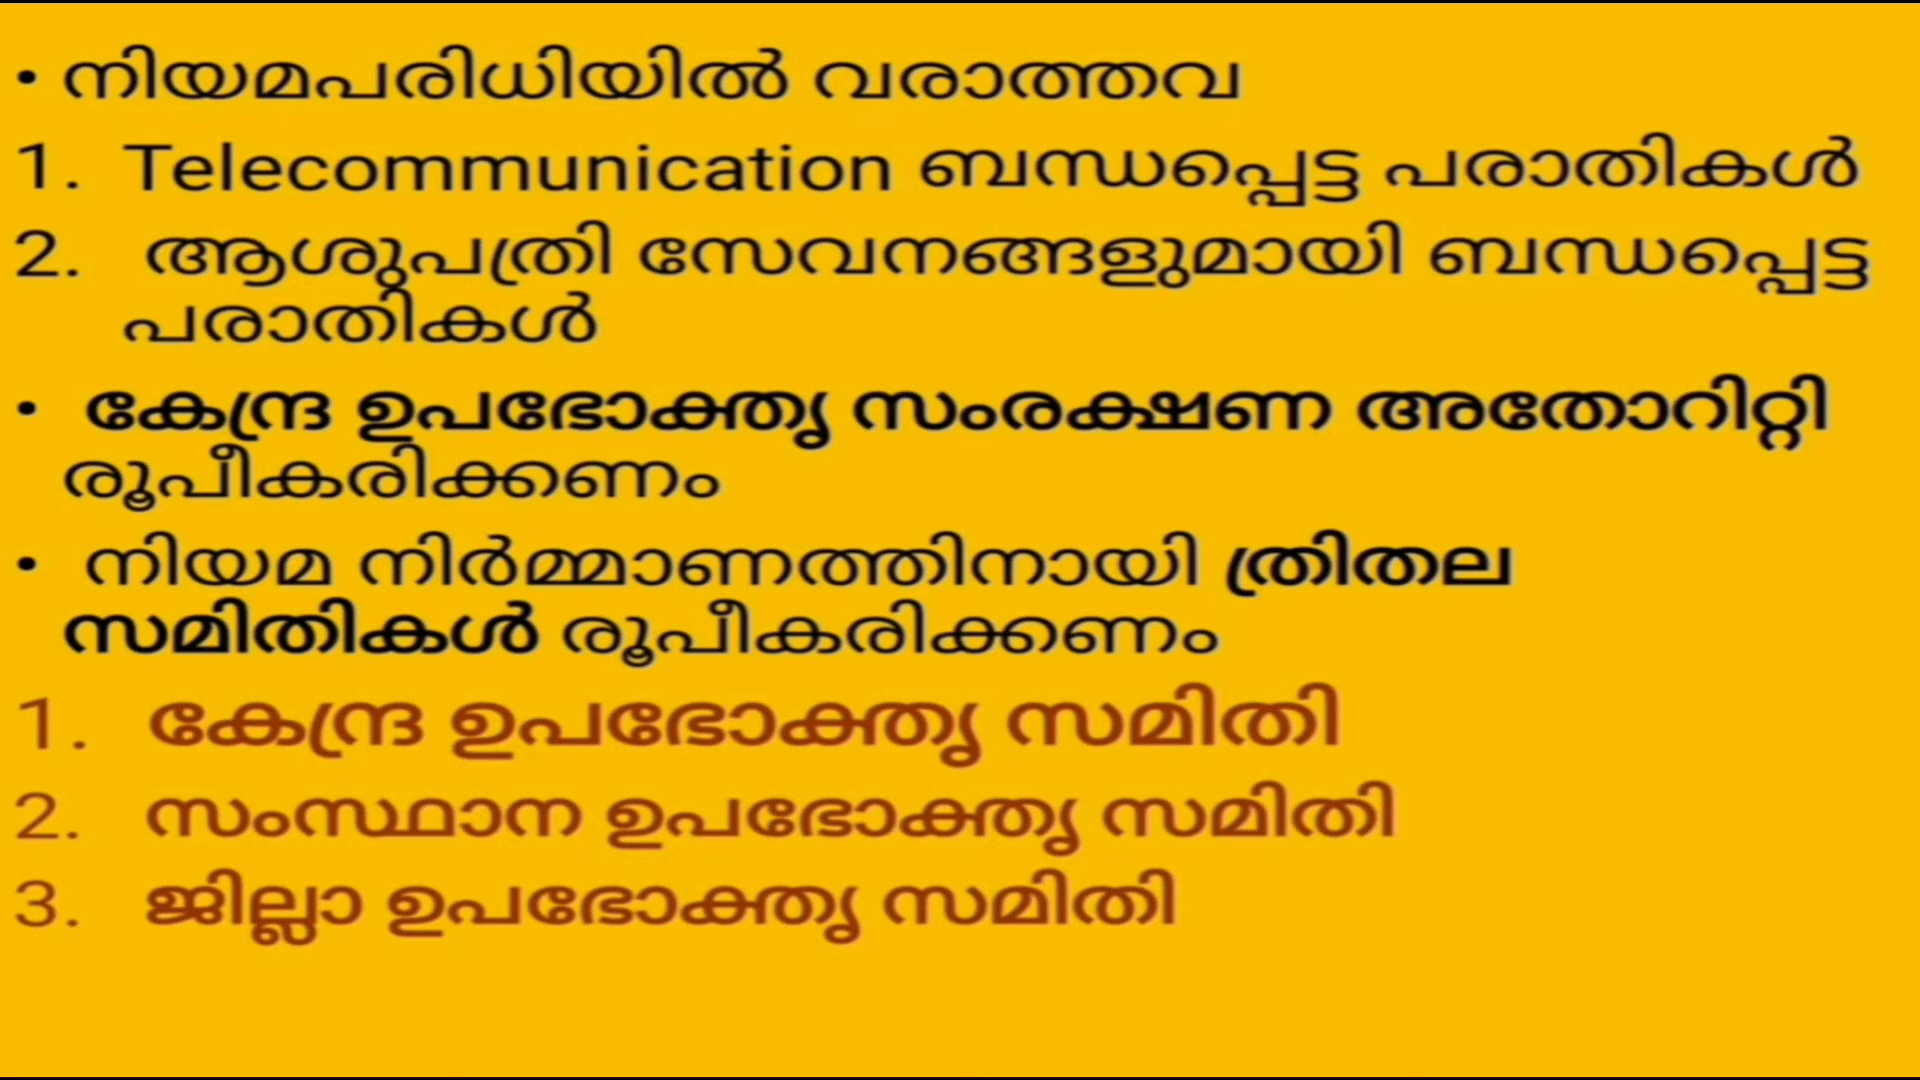 • നിയമപരിധിയിൽ വരാത്തവ
1. Telecommunication ബന്ധപ്പെട്ട പരാതികൾ
2. ആശുപത്രി സേവനങ്ങളുമായി ബന്ധപ്പെട്ട
പരാതികൾ
• കേന്ദ്ര ഉപഭോക്തൃ സംരക്ഷണ അതോറിറ്റി
രൂപീകരിക്കണം
• നിയമ നിർമ്മാണത്തിനായി ത്രിതല
സമിതികൾ രൂപീകരിക്കണം
1. കേന്ദ്ര ഉപഭോക്തൃ സമിതി
2. സംസ്ഥാന ഉപഭോക്തൃ സമിതി
3. ജില്ലാ ഉപഭോക്തൃ സമിതി